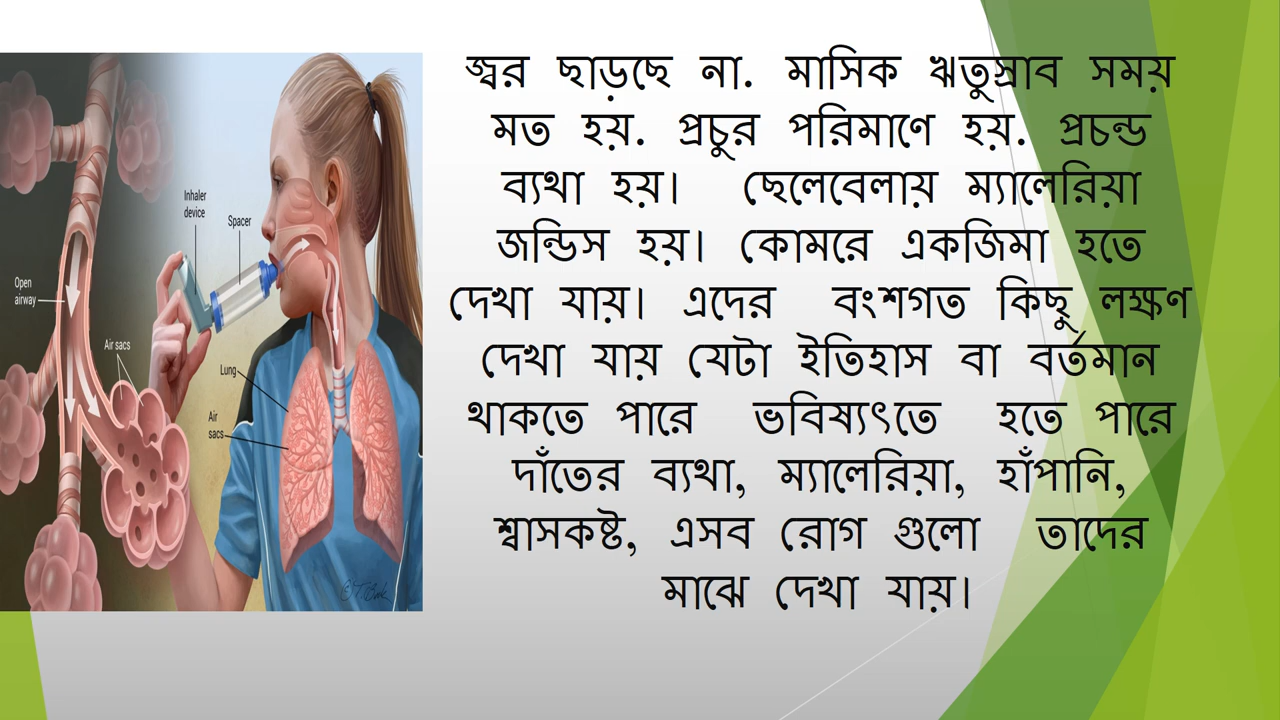 Inhaler
device
Spacer
Open
airway
Air sacs
Lung
Air
sacs
জ্বর ছাড়ছে না. মাসিক ঋতুস্রাব সময়
মত হয়. প্রচুর পরিমাণে হয়. প্রচন্ড
ব্যথা হয়। ছেলেবেলায় ম্যালেরিয়া
জন্ডিস হয়। কোমরে একজিমা হতে
দেখা যায়। এদের বংশগত কিছু লক্ষণ
দেখা যায় যেটা ইতিহাস বা বর্তমান
থাকতে পারে ভবিষ্যৎতে হতে পারে
দাঁতের ব্যথা, ম্যালেরিয়া, হাঁপানি,
শ্বাসকষ্ট, এসব রোগ গুলো তাদের
মাঝে দেখা যায়।